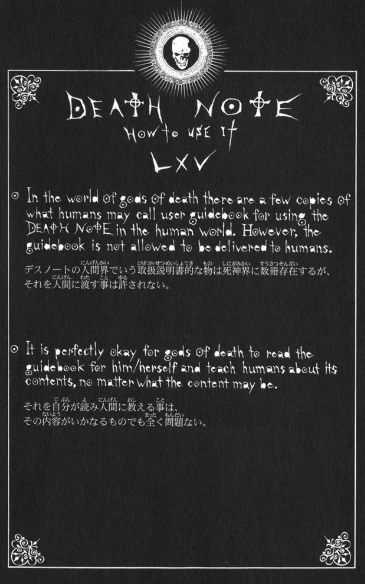 DEATH NOTE
How to use it
LXV
In the world of gods of death there are a few copies of
what humans may call user guidebook for using the
DEATH NOTE in the human world. However, the
guidebook is not allowed to be delivered to humans.
デスノートの人間界でいう取扱説明書的な物は死神界に数冊存在するが、
それを人間に渡す事は許されない。
It is perfectly okay for gods of death to read the
guidebook for him/herself and teach humans about its
contents, no matter what the content may be.
それを自分が読み人間に教える事は、
その内容がいかなるものでも全く問題ない。